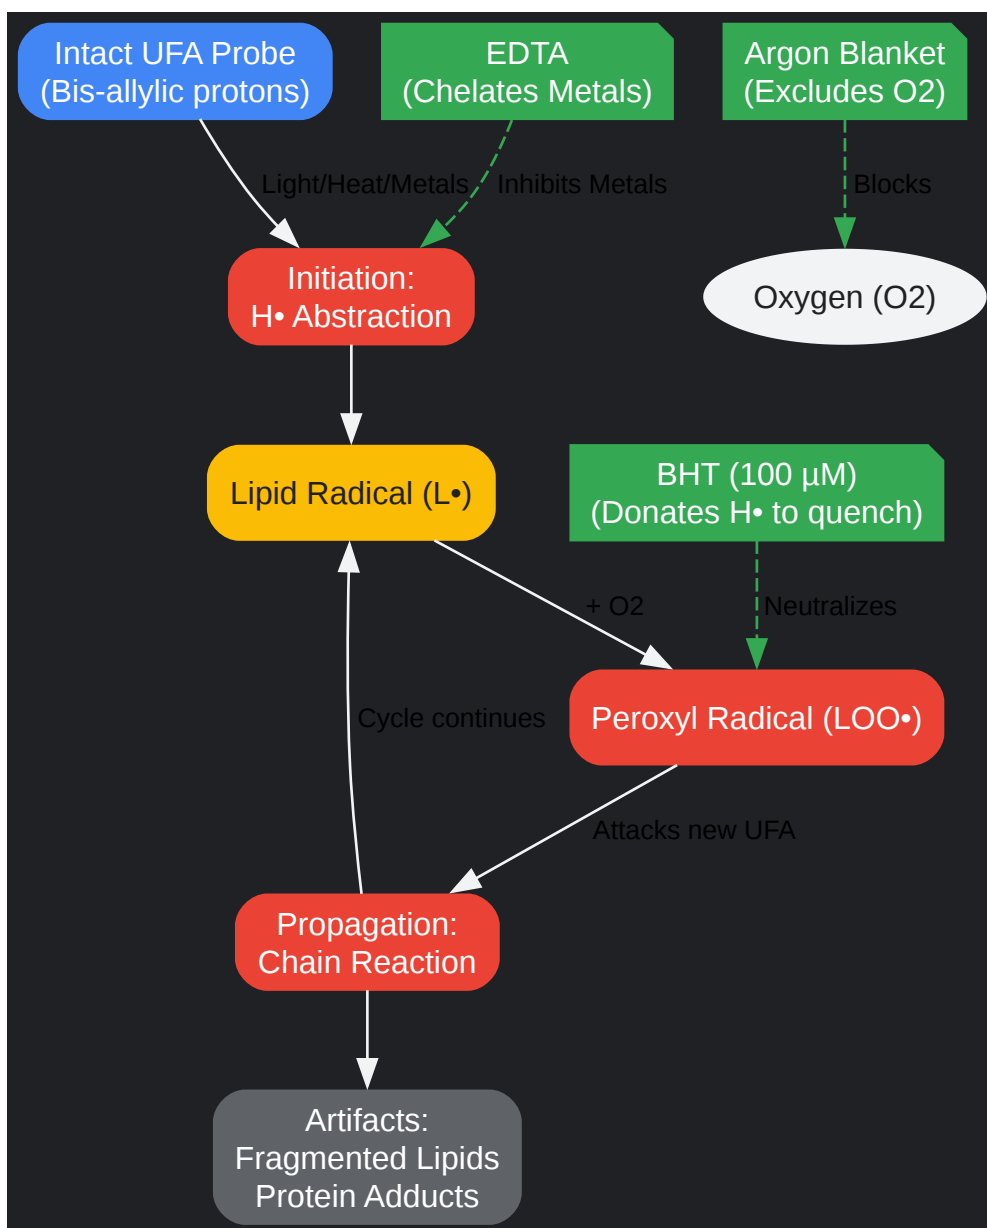 Intact UFA Probe
(Bis-allylic protons)
EDTA
(Chelates Metals)
Argon Blanket
(Excludes O2)
Light/Heat/Metals
Inhibits Metals
Blocks
Initiation:
H• Abstraction
Oxygen (O2)
Lipid Radical (L•)
BHT (100 µM)
(Donates H• to quench)
+ O2
Neutralizes
Cycle continues
Peroxyl Radical (LOO•)
Attacks new UFA
Propagation:
Chain Reaction
Artifacts:
Fragmented Lipids
Protein Adducts